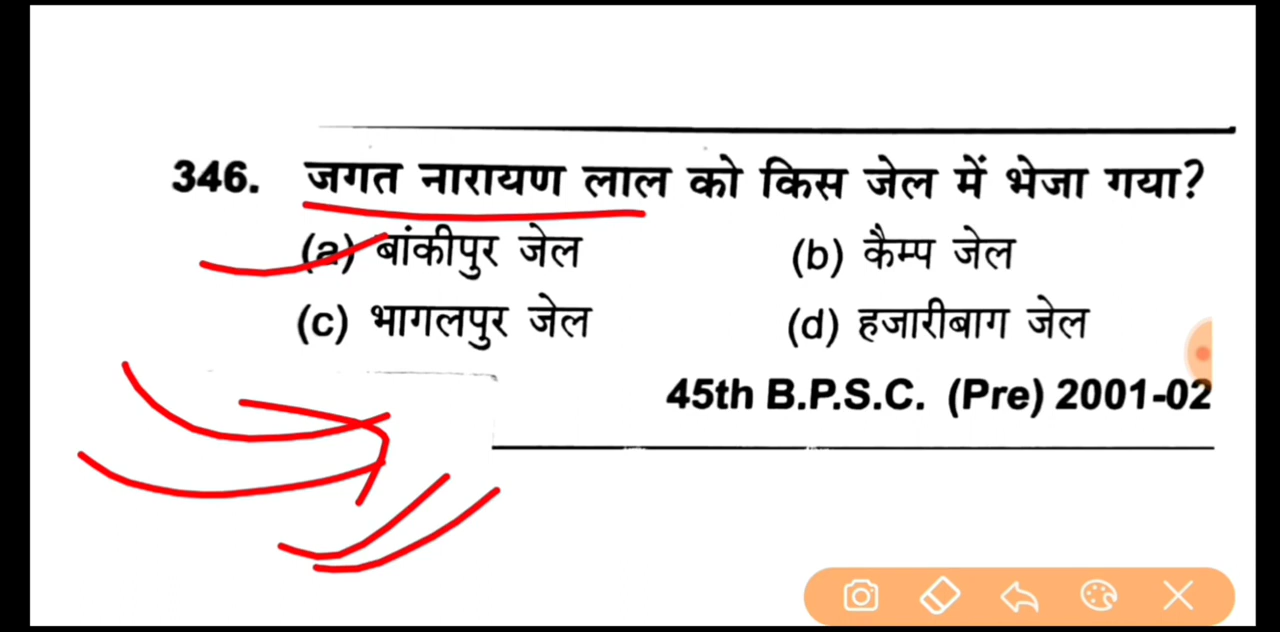 346. जगत नारायण लाल को किस जेल में भेजा गया?
(a) बांकीपुर जेल (b) कैम्प जेल
(c) भागलपुर जेल (d) हजारीबाग जेल
45th B.P.S.C. (Pre) 2001-02